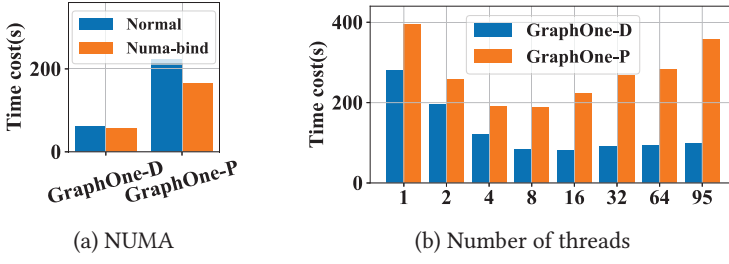 Time cost(s)
200
0
Normal
Numa-bind
GraphOne-D
GraphOne-P
(a) NUMA
Time cost(s)
400
200
0
GraphOne-D
GraphOne-P
1 2 4 8 16 32 64 95
(b) Number of threads